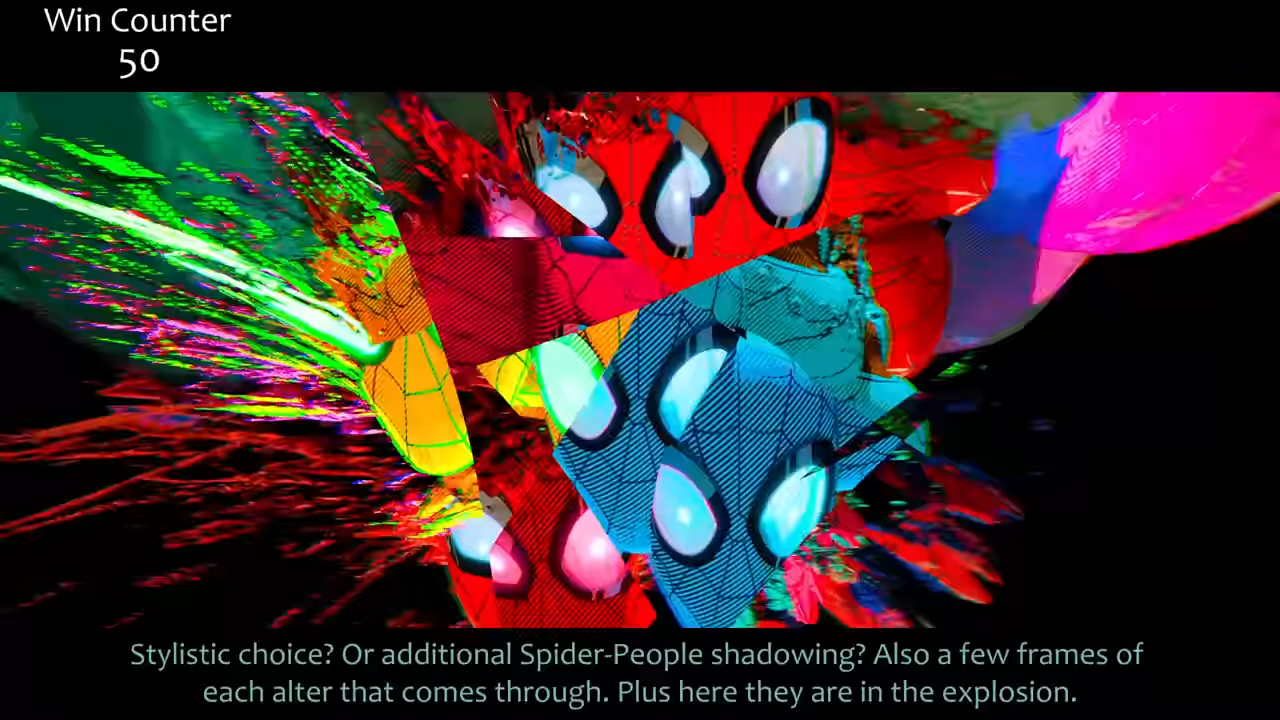 Win Counter
50
Stylistic choice? Or additional Spider-People shadowing? Also a few frames of
each alter that comes through. Plus here they are in the explosion.